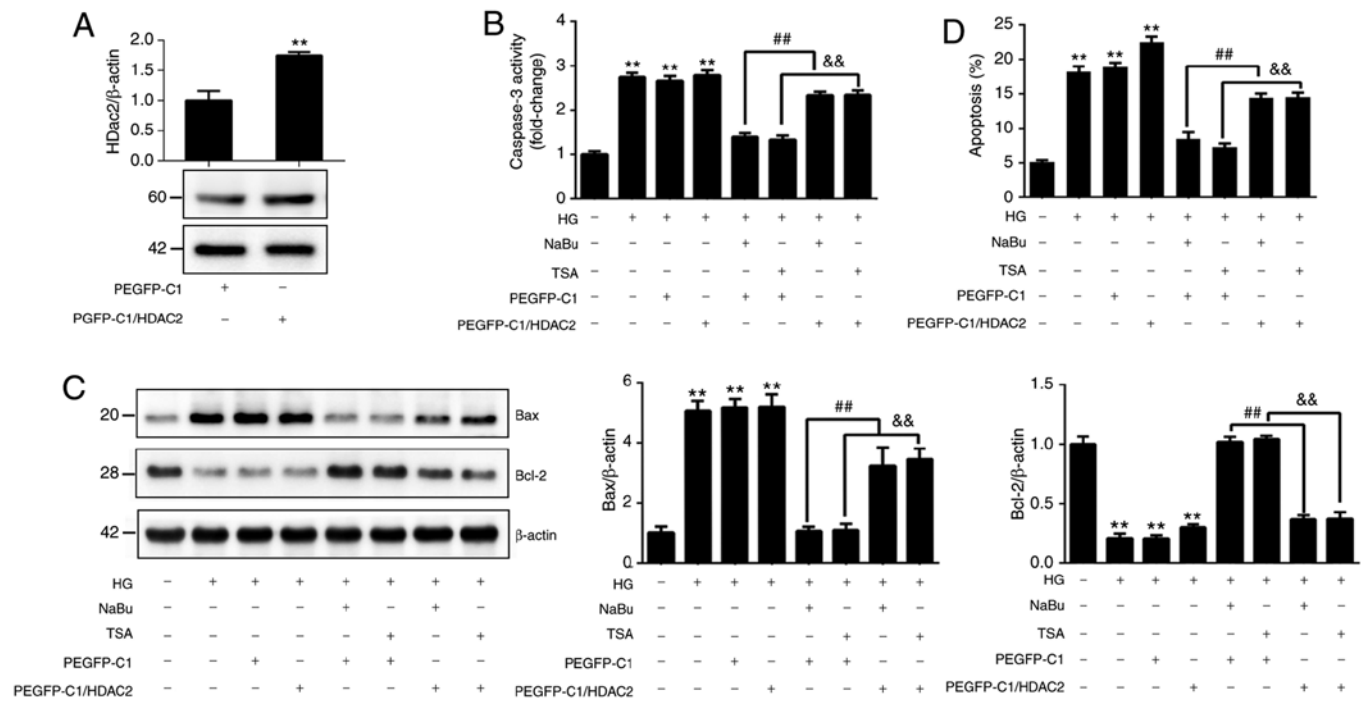 A
HDac2/β-actin
2.0
1.5
1.0
0.5
0.0
**
60
42
PEGFP-C1 + −
PGFP-C1/HDAC2 − +
B
Caspase-3 activity
(fold-change)
4
3
2
1
0
** ** **
##
&&
HG − + + + + + + +
NaBu − − − − + − + −
TSA − − − − − + − +
PEGFP-C1 − − + − + + − −
PEGFP-C1/HDAC2 − − − + − − + +
D
Apoptosis (%)
25
20
15
10
5
0
** ** **
##
&&
HG − + + + + + + +
NaBu − − − − + − + −
TSA − − − − − + − +
PEGFP-C1 − − + − + + − −
PEGFP-C1/HDAC2 − − − + − − + +
C
20
Bax
28
Bcl-2
42
β-actin
HG − + + + + + + +
NaBu − − − − + − + −
TSA − − − − − + − +
PEGFP-C1 − − + − + + − −
PEGFP-C1/HDAC2 − − − + − − + +
Bax/β-actin
6
4
2
0
** ** **
##
&&
HG − + + + + + + +
NaBu − − − − + − + −
TSA − − − − − + − +
PEGFP-C1 − − + − + + − −
PEGFP-C1/HDAC2 − − − + − − + +
Bcl-2/β-actin
1.5
1.0
0.5
0.0
** ** **
##
&&
HG − + + + + + + +
NaBu − − − − + − + −
TSA − − − − − + − +
PEGFP-C1 − − + − + + − −
PEGFP-C1/HDAC2 − − − + − − + +